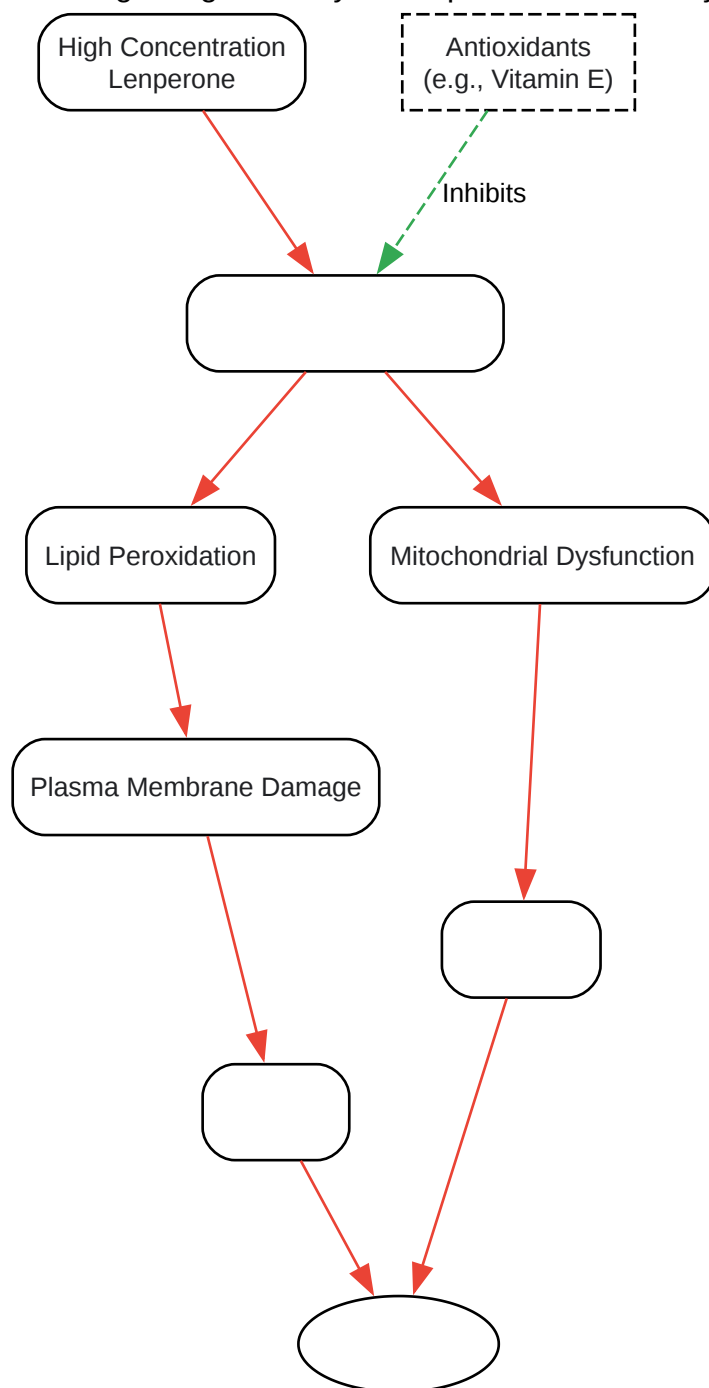 High Concentration
Lenperone
Antioxidants
(e.g., Vitamin E)
Inhibits
Lipid Peroxidation
Mitochondrial Dysfunction
Plasma Membrane Damage